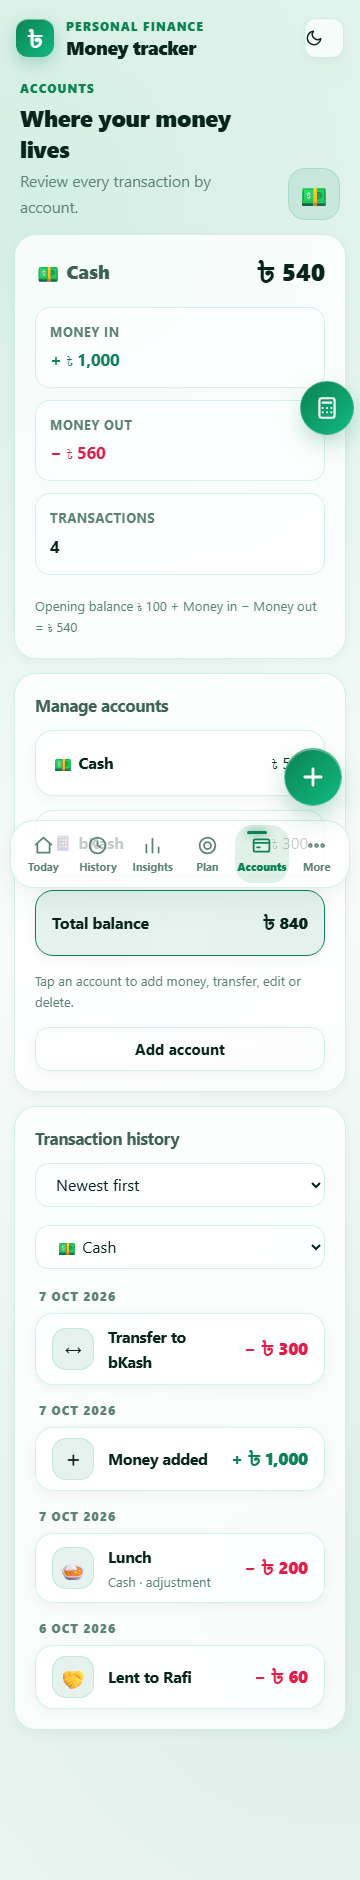 ৳
PERSONAL FINANCE
Money tracker
ACCOUNTS
Where your money
lives
Review every transaction by
account.
Cash
৳ 540
MONEY IN
+ ৳ 1,000
MONEY OUT
− ৳ 560
TRANSACTIONS
4
Opening balance ৳ 100 + Money in − Money out
= ৳ 540
Manage accounts
Cash
bKash
৳ 300
Today
History
Insights
Plan
Accounts
More
Total balance
৳ 840
Tap an account to add money, transfer, edit or
delete.
Add account
Transaction history
Newest first
Cash
7 OCT 2026
Transfer to
bKash
− ৳ 300
7 OCT 2026
Money added
+ ৳ 1,000
7 OCT 2026
Lunch
Cash · adjustment
− ৳ 200
6 OCT 2026
Lent to Rafi
− ৳ 60